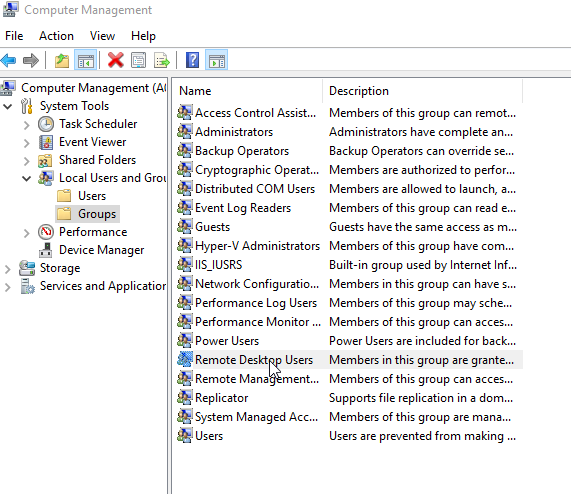 Computer Management
File Action View Help
Name Description
Computer Management (A(
System Tools
Task Scheduler
Event Viewer
Shared Folders
Local Users and Grou
Users
Groups
Performance
Device Manager
Storage
Services and Application
Access Control Assist... Members of this group can remot...
Administrators Administrators have complete an...
Backup Operators Backup Operators can override se...
Cryptographic Operat... Members are authorized to perfor...
Distributed COM Users Members are allowed to launch, a...
Event Log Readers Members of this group can read e...
Guests Guests have the same access as m...
Hyper-V Administrators Members of this group have com...
IIS_IUSRS Built-in group used by Internet Inf...
Network Configuratio... Members in this group can have s...
Performance Log Users Members of this group may sche...
Performance Monitor ... Members of this group can acces...
Power Users Power Users are included for back...
Remote Desktop Users Members in this group are grante...
Remote Management... Members of this group can acces...
Replicator Supports file replication in a dom...
System Managed Acc... Members of this group are mana...
Users Users are prevented from making ...